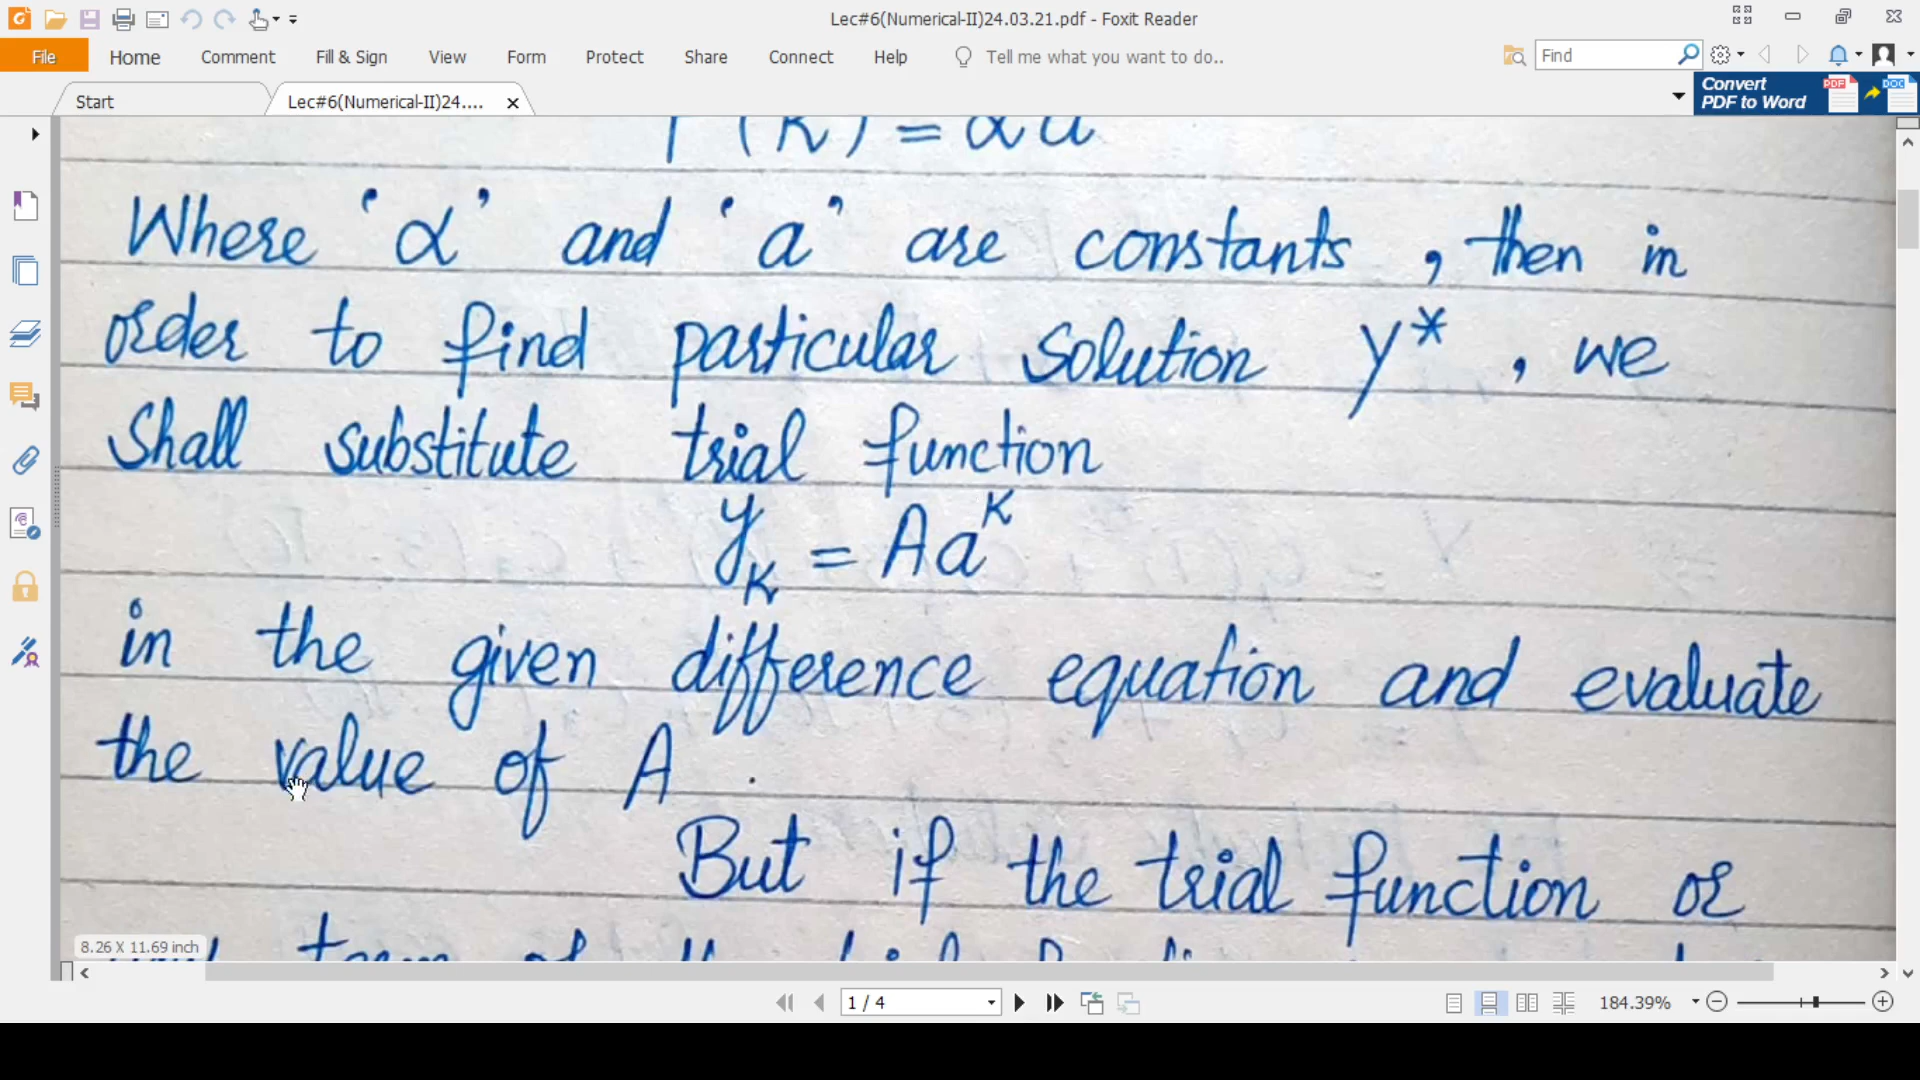 Lec#6(Numerical-II)24.03.21.pdf - Foxit Reader
File Home Comment Fill & Sign View Form Protect Share Connect Help Tell me what you want to do.. Find
Start Lec#6(Numerical-II)24.... Convert
PDF to Word PDF DOC
Where 'α' and 'a' are constants, then in
order to find particular solution y*, we
Shall substitute trial function
y_K = Aa^K
in the given difference equation and evaluate
the value of A.
But if the trial function or
8.26 X 11.69 inch
1 / 4 184.39%